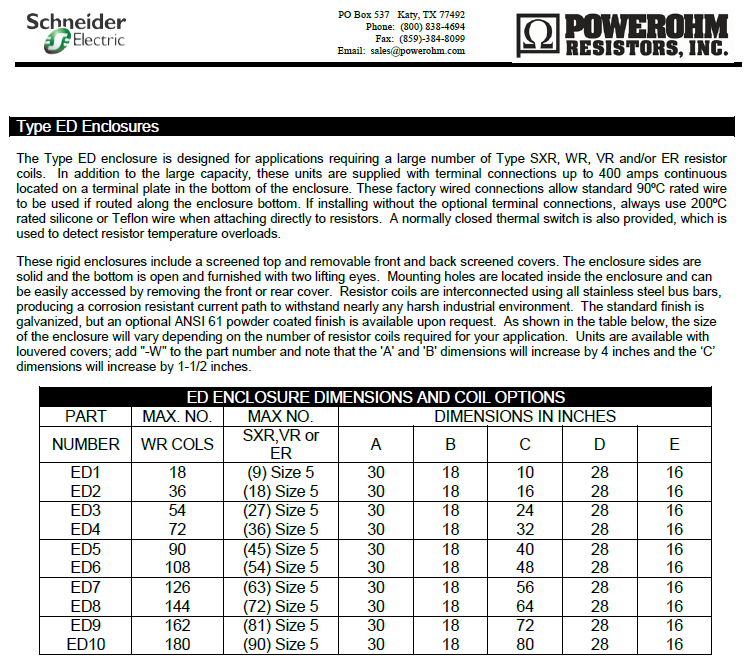 Schneider
Electric
PO Box 537 Katy, TX 77492
Phone: (800) 838-4694
Fax: (859)-384-8099
Email: sales@powerohm.com
Ω POWEROHM
RESISTORS, INC.
Type ED Enclosures
The Type ED enclosure is designed for applications requiring a large number of Type SXR, WR, VR and/or ER resistor
coils. In addition to the large capacity, these units are supplied with terminal connections up to 400 amps continuous
located on a terminal plate in the bottom of the enclosure. These factory wired connections allow standard 90ºC rated wire
to be used if routed along the enclosure bottom. If installing without the optional terminal connections, always use 200ºC
rated silicone or Teflon wire when attaching directly to resistors. A normally closed thermal switch is also provided, which is
used to detect resistor temperature overloads.
These rigid enclosures include a screened top and removable front and back screened covers. The enclosure sides are
solid and the bottom is open and furnished with two lifting eyes. Mounting holes are located inside the enclosure and can
be easily accessed by removing the front or rear cover. Resistor coils are interconnected using all stainless steel bus bars,
producing a corrosion resistant current path to withstand nearly any harsh industrial environment. The standard finish is
galvanized, but an optional ANSI 61 powder coated finish is available upon request. As shown in the table below, the size
of the enclosure will vary depending on the number of resistor coils required for your application. Units are available with
louvered covers; add "-W" to the part number and note that the 'A' and 'B' dimensions will increase by 4 inches and the ‘C’
dimensions will increase by 1-1/2 inches.
ED ENCLOSURE DIMENSIONS AND COIL OPTIONS
PART MAX. NO. MAX NO. DIMENSIONS IN INCHES
NUMBER WR COLS SXR,VR or ER A B C D E
ED1 18 (9) Size 5 30 18 10 28 16
ED2 36 (18) Size 5 30 18 16 28 16
ED3 54 (27) Size 5 30 18 24 28 16
ED4 72 (36) Size 5 30 18 32 28 16
ED5 90 (45) Size 5 30 18 40 28 16
ED6 108 (54) Size 5 30 18 48 28 16
ED7 126 (63) Size 5 30 18 56 28 16
ED8 144 (72) Size 5 30 18 64 28 16
ED9 162 (81) Size 5 30 18 72 28 16
ED10 180 (90) Size 5 30 18 80 28 16